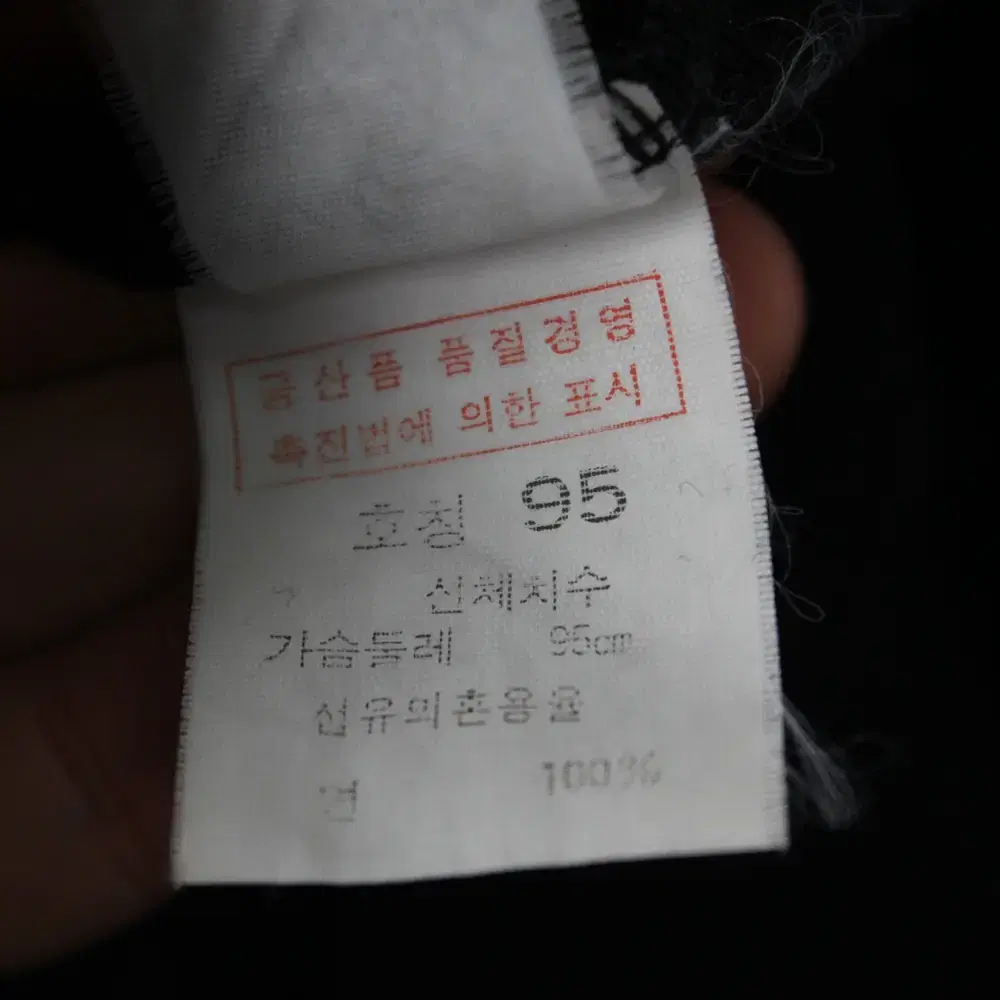 공산품 품질경영
촉진법에 의한 표시
호칭 95
신체치수
가슴둘레 95cm
섬유의혼용율
면 100%